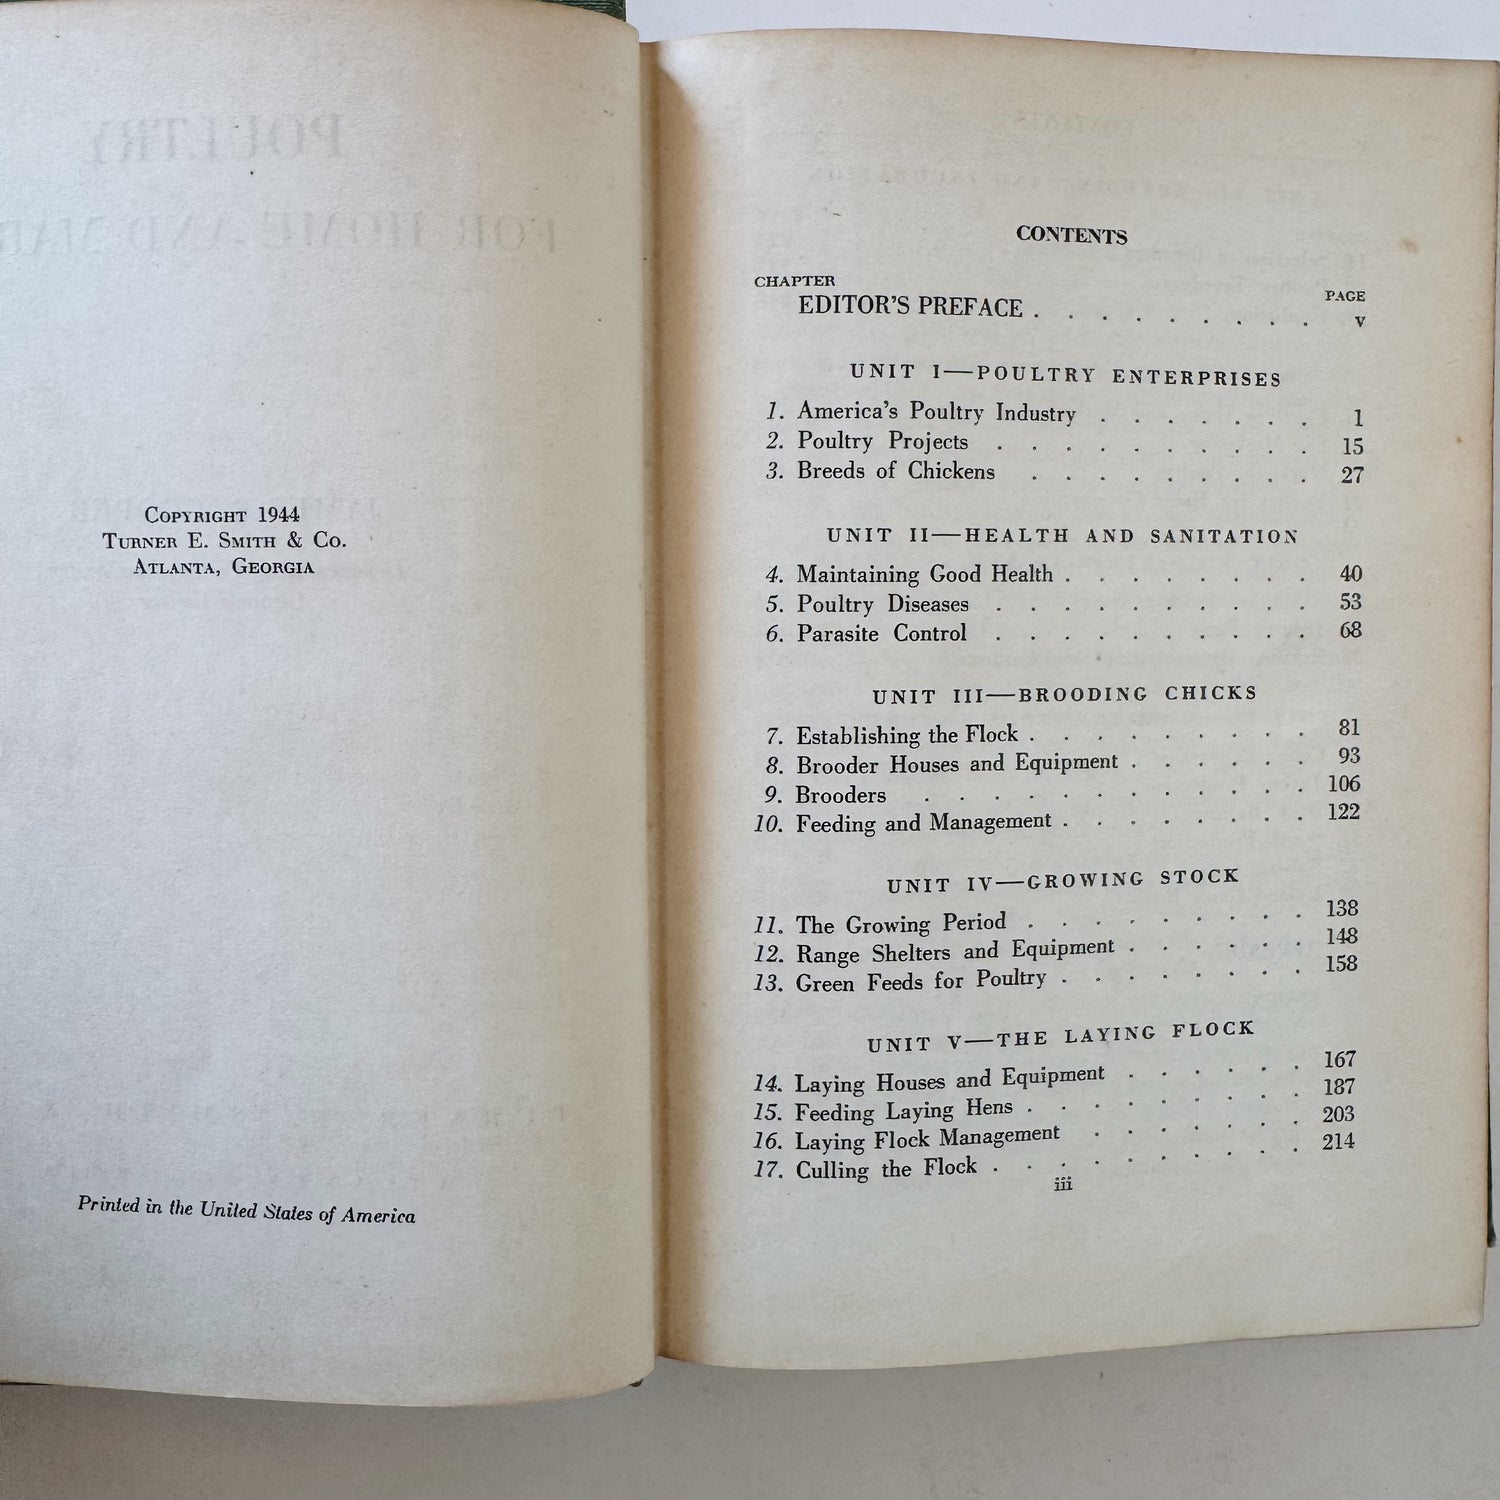 COPYRIGHT 1944
TURNER E. SMITH & CO.
ATLANTA, GEORGIA
Printed in the United States of America
CONTENTS
CHAPTER PAGE
EDITOR'S PREFACE . . . . . . . . . v
UNIT I—POULTRY ENTERPRISES
1. America's Poultry Industry . . . . . . . 1
2. Poultry Projects . . . . . . . . . . 15
3. Breeds of Chickens . . . . . . . . . 27
UNIT II—HEALTH AND SANITATION
4. Maintaining Good Health . . . . . . . . 40
5. Poultry Diseases . . . . . . . . . . 53
6. Parasite Control . . . . . . . . . . 68
UNIT III—BROODING CHICKS
7. Establishing the Flock . . . . . . . . . 81
8. Brooder Houses and Equipment . . . . . . 93
9. Brooders . . . . . . . . . . . . 106
10. Feeding and Management . . . . . . . . 122
UNIT IV—GROWING STOCK
11. The Growing Period . . . . . . . . . 138
12. Range Shelters and Equipment . . . . . . 148
13. Green Feeds for Poultry . . . . . . . . 158
UNIT V—THE LAYING FLOCK
14. Laying Houses and Equipment . . . . . . 167
15. Feeding Laying Hens . . . . . . . . . 187
16. Laying Flock Management . . . . . . . 203
17. Culling the Flock . . . . . . . . . . 214
iii